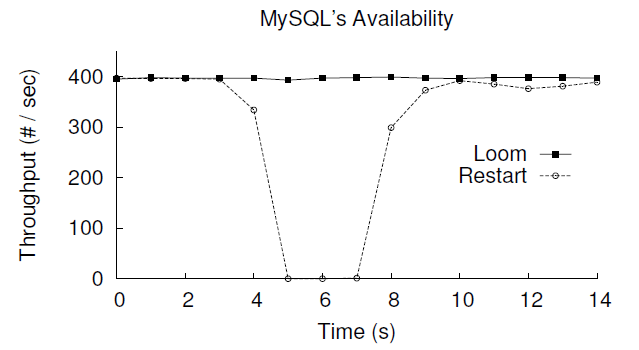 MySQL's Availability
Throughput (# / sec)
400
300
200
100
0
Loom
Restart
0 2 4 6 8 10 12 14
Time (s)